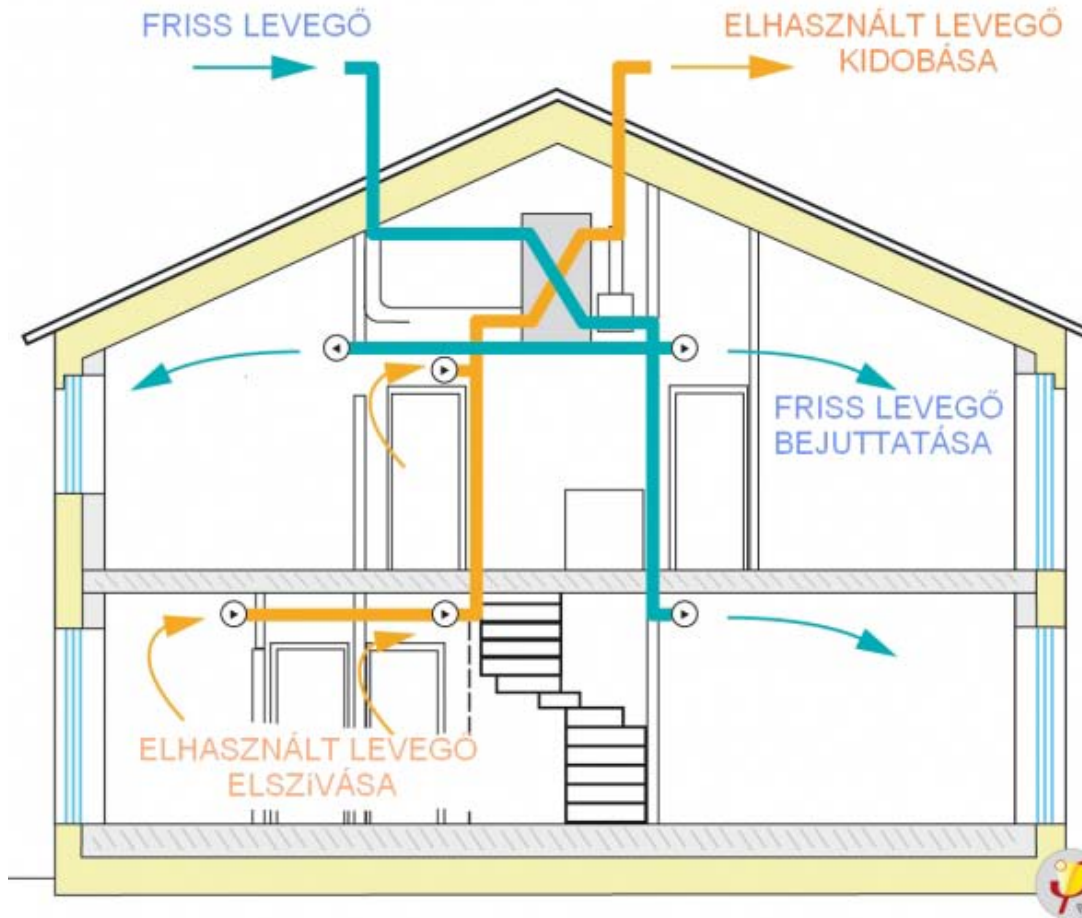 FRISS LEVEGŐ
ELHASZNÁLT LEVEGŐ
KIDOBÁSA
FRISS LEVEGŐ
BEJUTTATÁSA
ELHASZNÁLT LEVEGŐ
ELSZíVÁSA